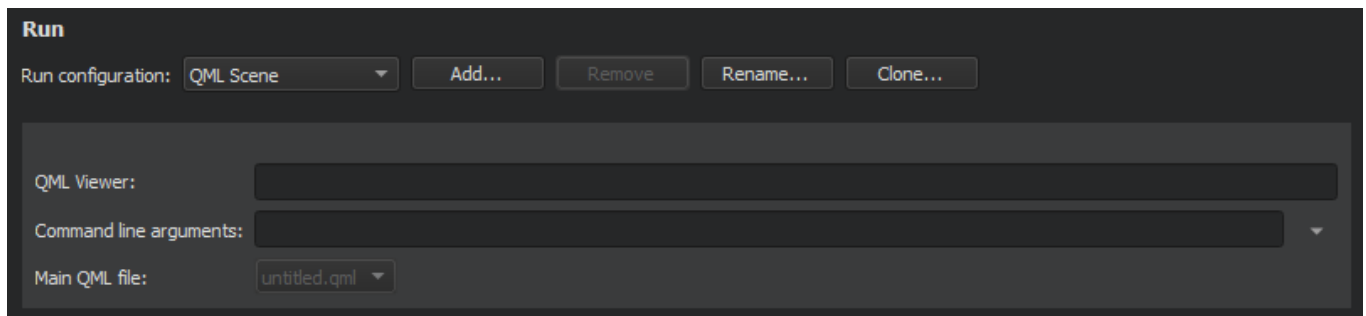 Run
Run configuration: QML Scene Add... Remove Rename... Clone...
QML Viewer:
Command line arguments:
Main QML file: untitled.qml